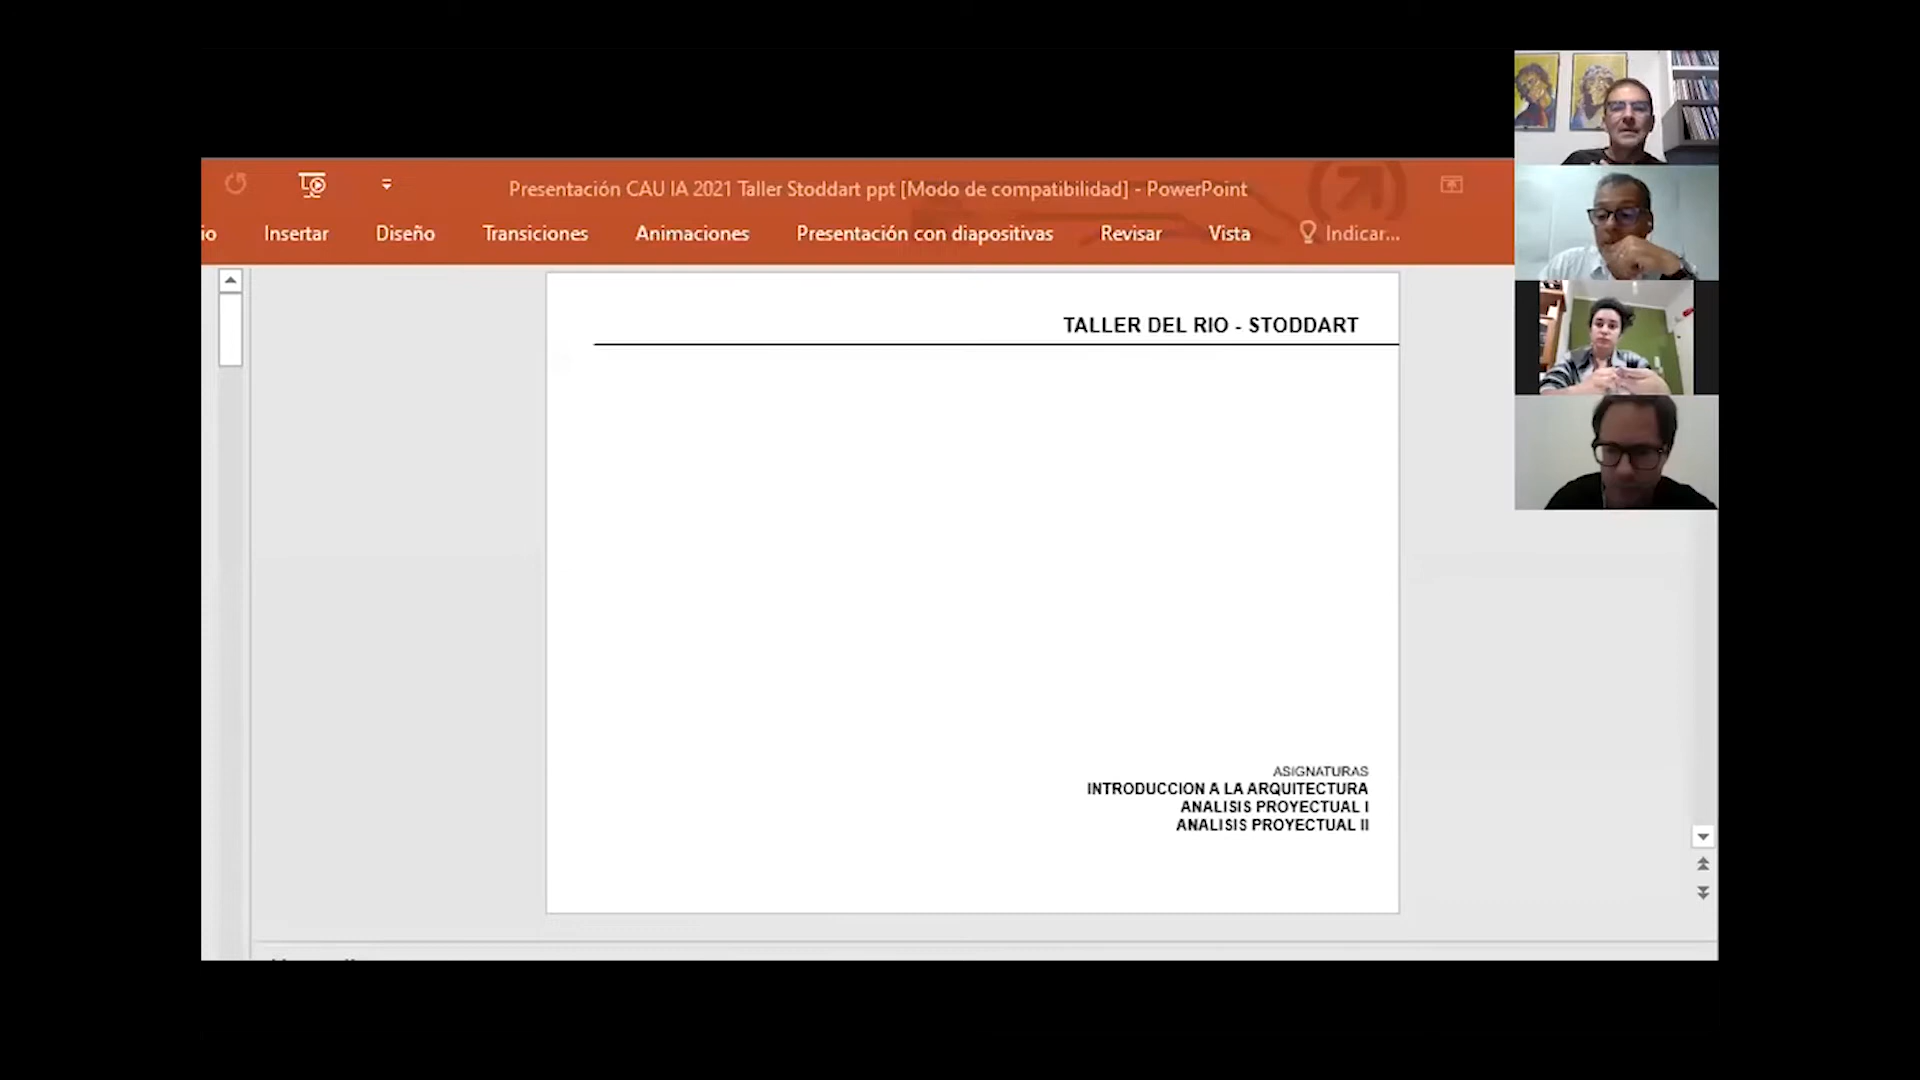 Presentación CAU IA 2021 Taller Stoddart ppt [Modo de compatibilidad] - PowerPoint
io Insertar Diseño Transiciones Animaciones Presentación con diapositivas Revisar Vista Indicar...
TALLER DEL RIO - STODDART
ASIGNATURAS
INTRODUCCION A LA ARQUITECTURA
ANALISIS PROYECTUAL I
ANALISIS PROYECTUAL II